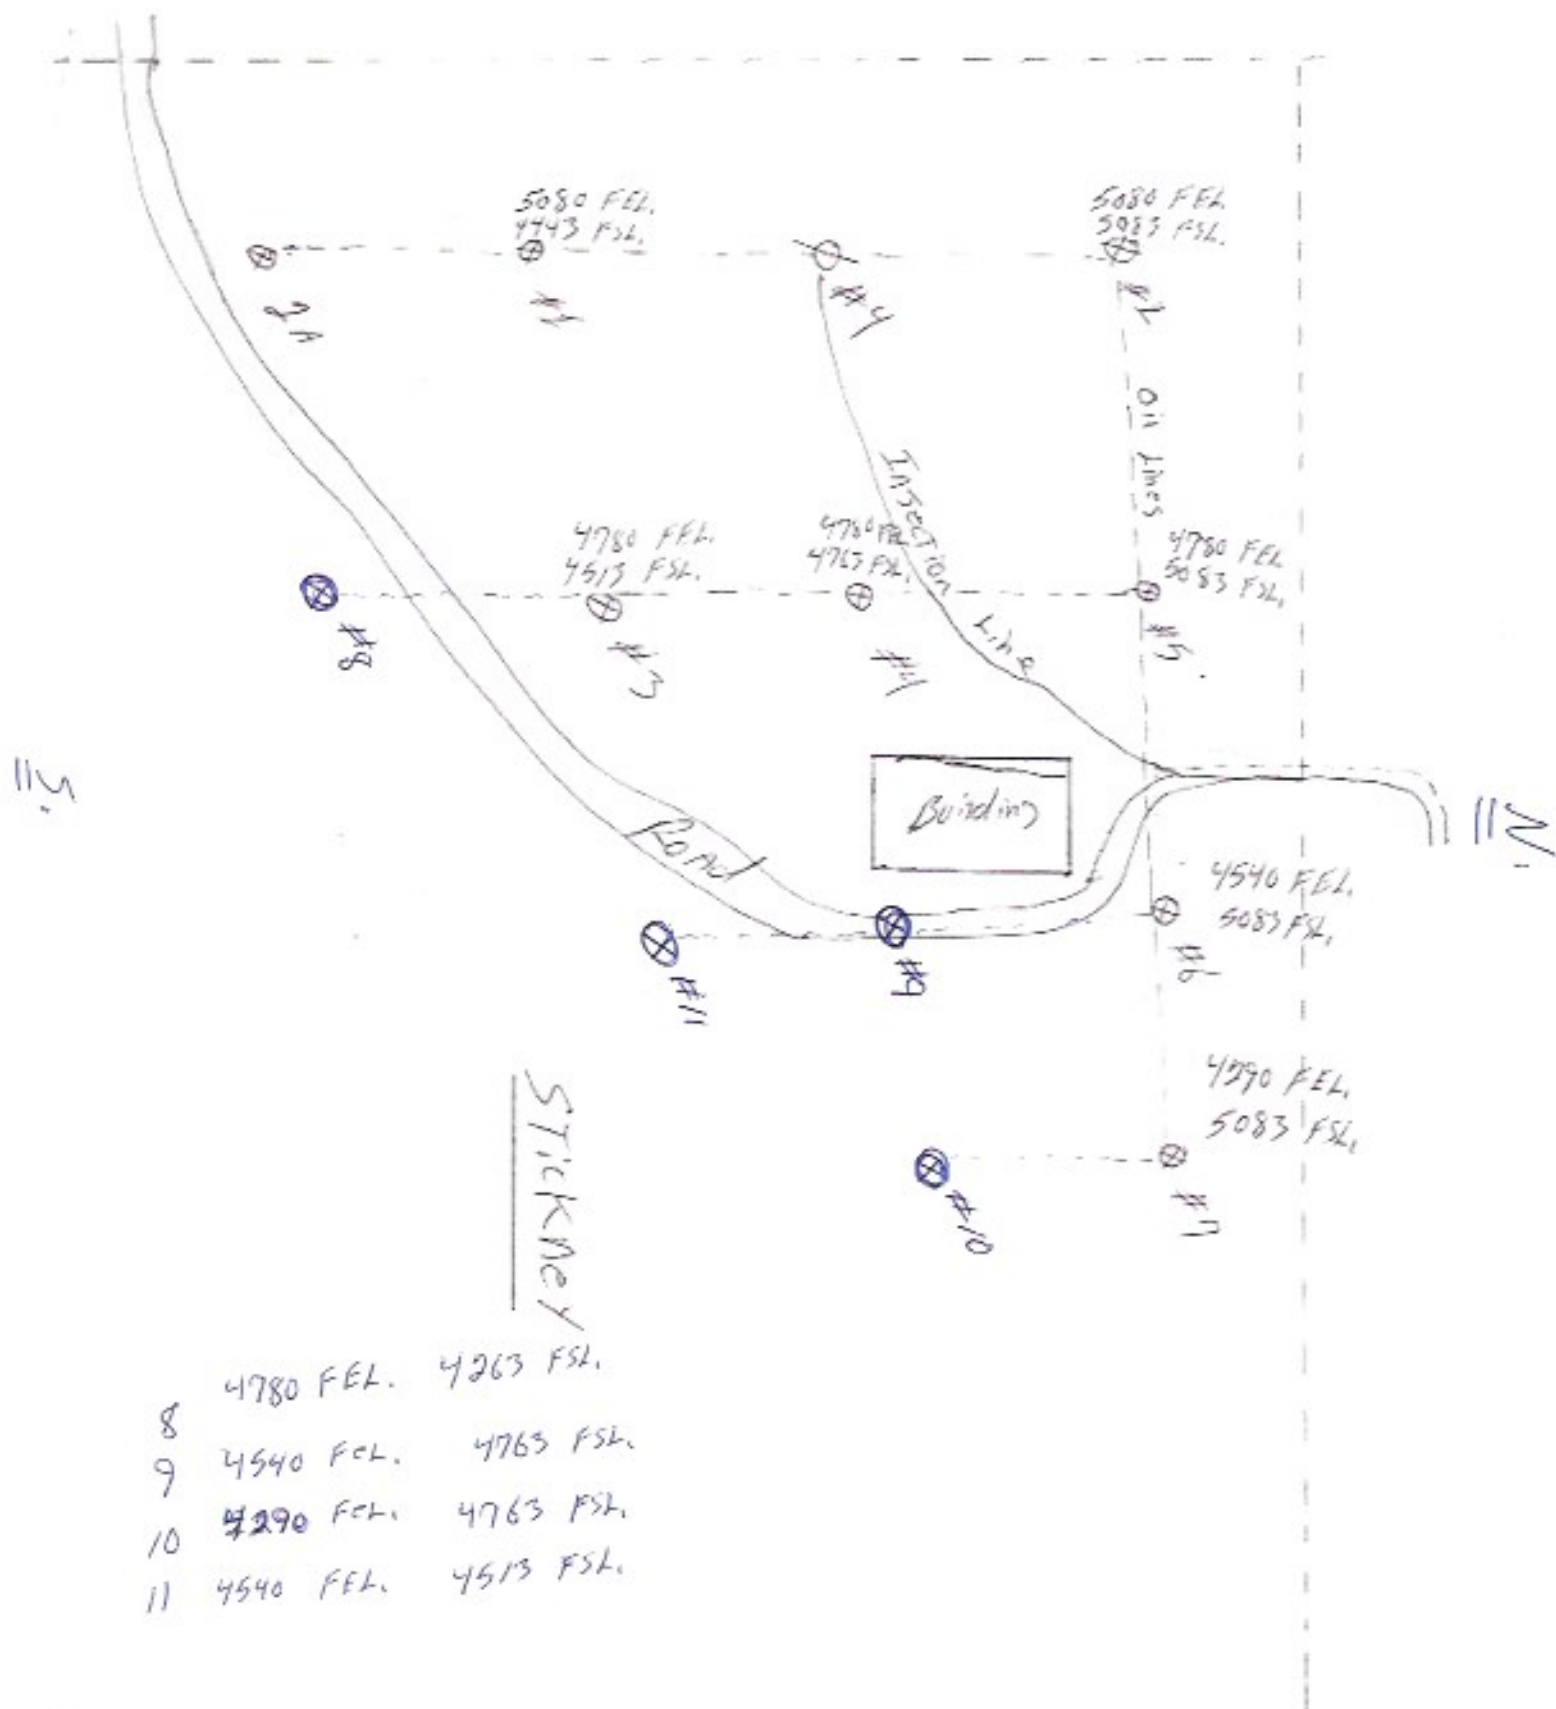 5080 FEL.
4443 FSL.
5080 FEL
5083 FSL.
2A
#1
#4
#2
Oil Lines
Insection Line
4780 FEL.
4513 FSL.
4780 FEL
4763 FSL.
4780 FEL
5083 FSL.
#8
#3
#4
#5
S.
N.
Building
Road
4540 FEL.
5083 FSL.
#11
#9
#6
4290 FEL.
5083 FSL.
#10
#7
STickney
8 4780 FEL. 4263 FSL.
9 4540 FEL. 4763 FSL.
10 4290 FEL. 4763 FSL.
11 4540 FEL. 4513 FSL.